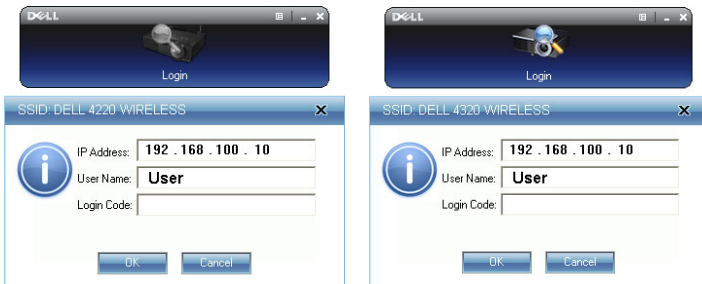 DELL
Login
SSID: DELL 4220 WIRELESS
IP Address: 192 . 168 . 100 . 10
User Name: User
Login Code:
OK Cancel
DELL
Login
SSID: DELL 4320 WIRELESS
IP Address: 192 . 168 . 100 . 10
User Name: User
Login Code:
OK Cancel